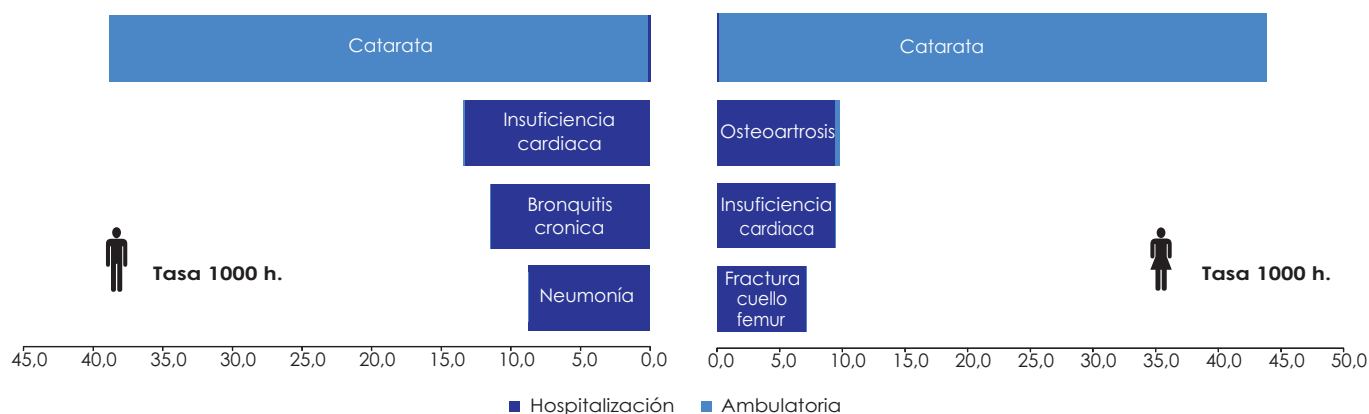 Catarata
Insuficiencia
cardiaca
Bronquitis
cronica
Neumonía
Tasa 1000 h.
45,0 40,0 35,0 30,0 25,0 20,0 15,0 10,0 5,0 0,0
Catarata
Osteoartrosis
Insuficiencia
cardiaca
Fractura
cuello
femur
Tasa 1000 h.
0,0 5,0 10,0 15,0 20,0 25,0 30,0 35,0 40,0 45,0 50,0
Hospitalización Ambulatoria